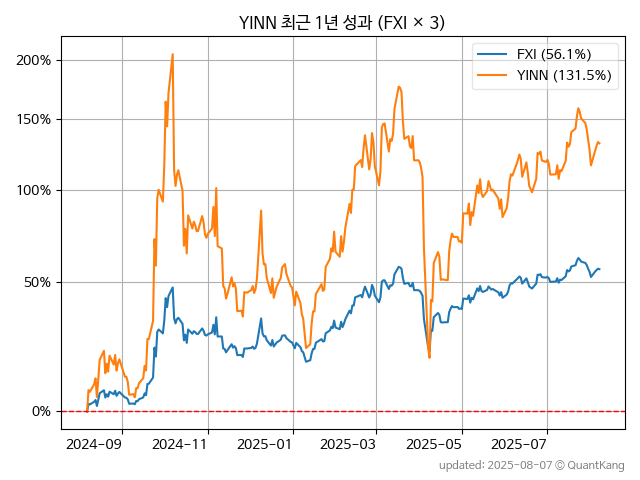 YINN 최근 1년 성과 (FXI × 3)
FXI (56.1%)
YINN (131.5%)
200%
150%
100%
50%
0%
2024-09
2024-11
2025-01
2025-03
2025-05
2025-07
updated: 2025-08-07 ⓒ QuantKang